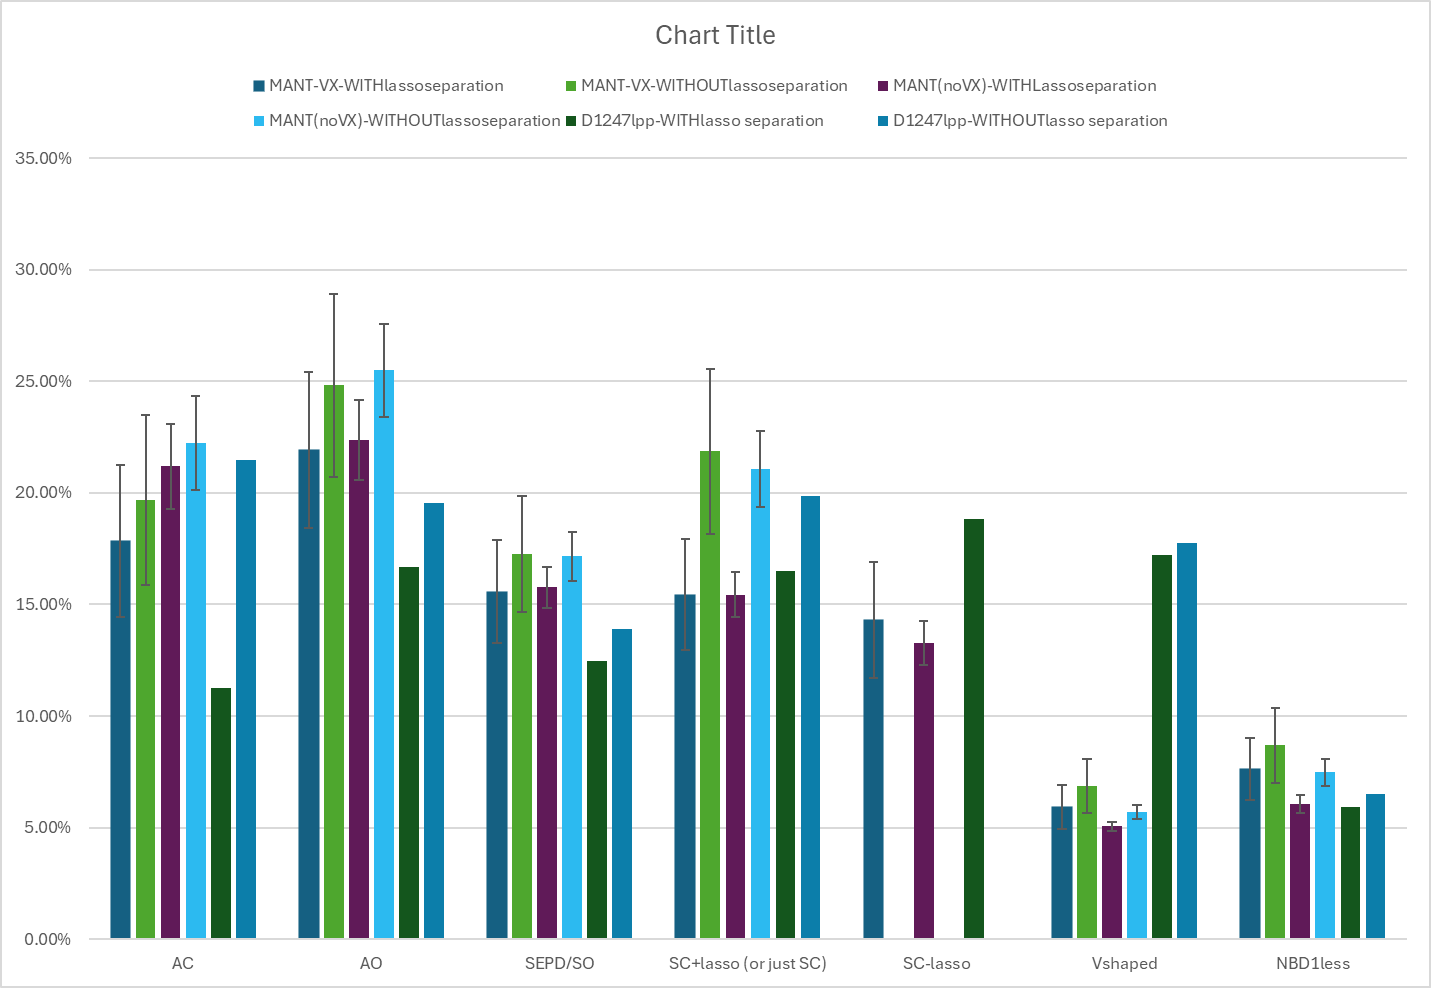 Chart Title
MANT-VX-WITHlassoseparation MANT-VX-WITHOUTlassoseparation MANT(noVX)-WITHLassoseparation
MANT(noVX)-WITHOUTlassoseparation D1247lpp-WITHlasso separation D1247lpp-WITHOUTlasso separation
35.00%
30.00%
25.00%
20.00%
15.00%
10.00%
5.00%
0.00%
AC AO SEPD/SO SC+lasso (or just SC) SC-lasso Vshaped NBD1less